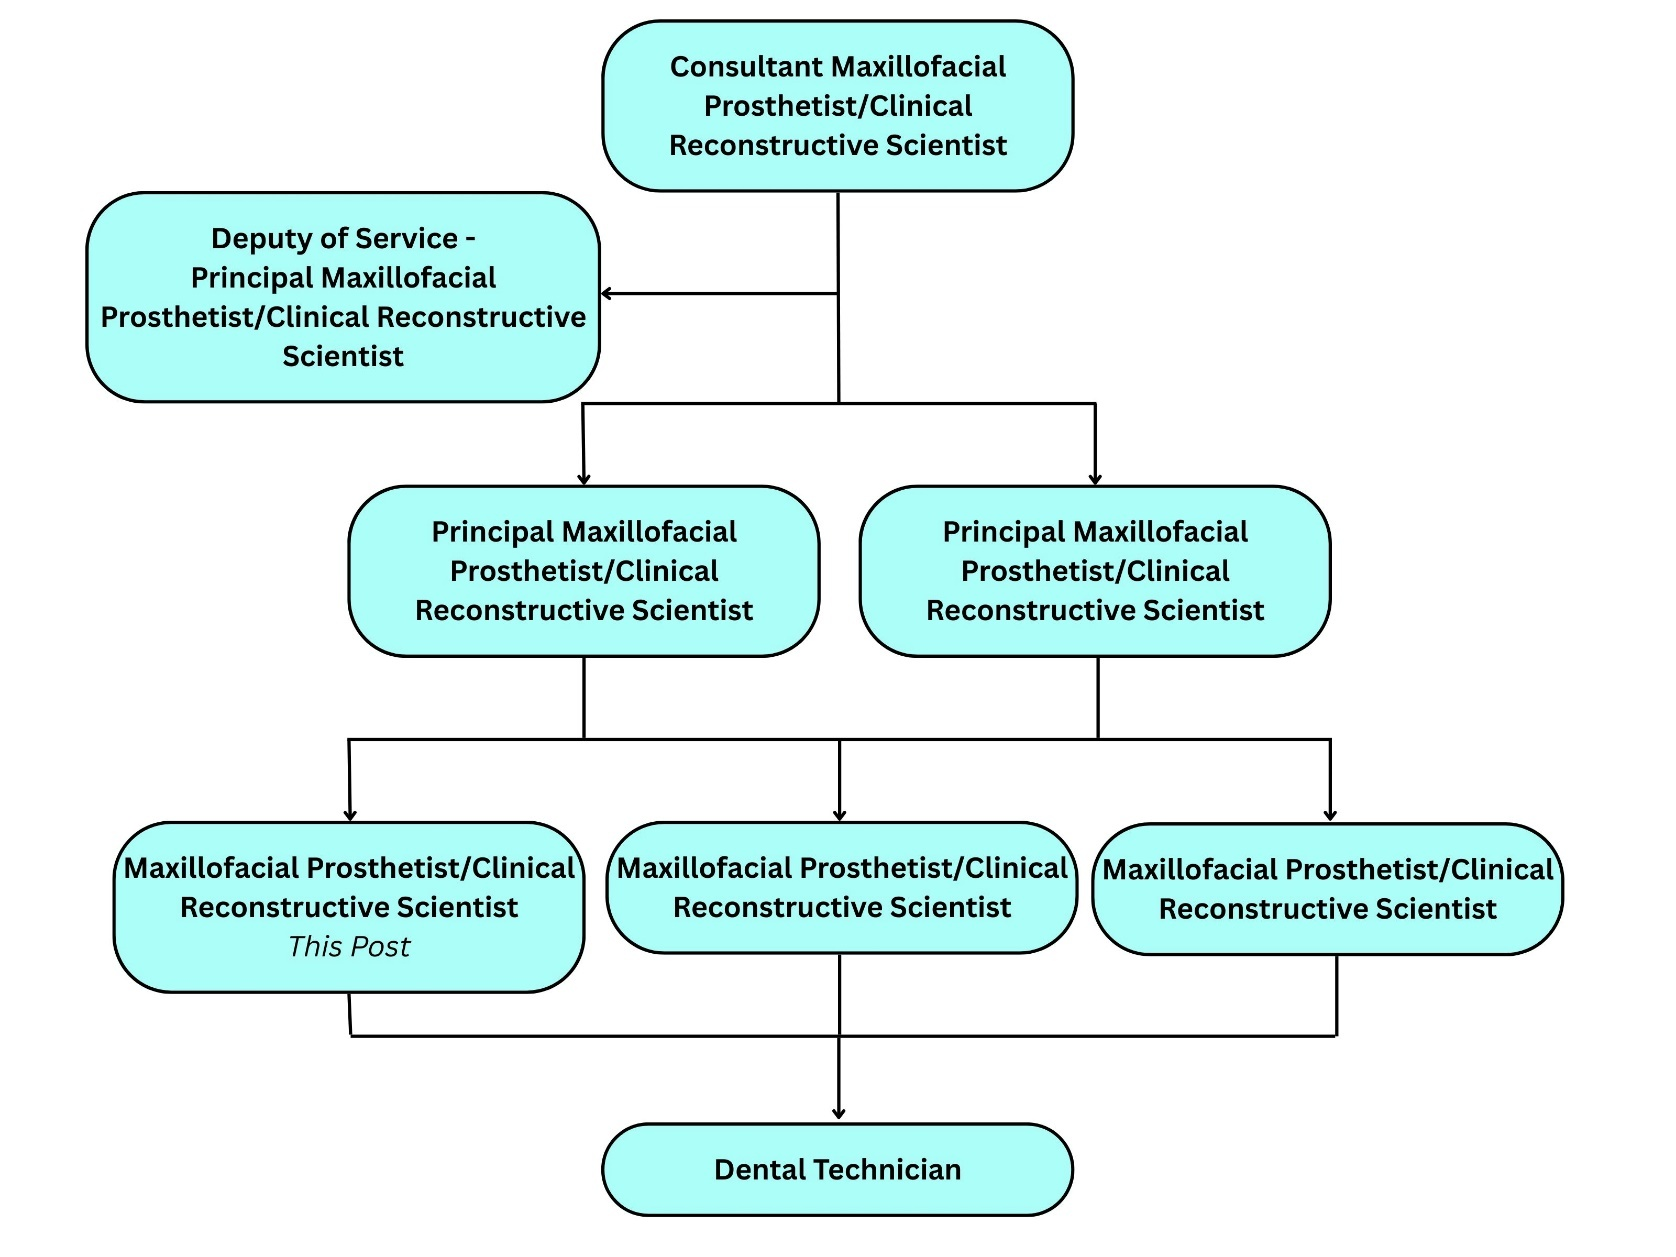 Consultant Maxillofacial
Prosthetist/Clinical
Reconstructive Scientist
Deputy of Service -
Principal Maxillofacial
Prosthetist/Clinical Reconstructive
Scientist
Principal Maxillofacial
Prosthetist/Clinical
Reconstructive Scientist
Principal Maxillofacial
Prosthetist/Clinical
Reconstructive Scientist
Maxillofacial Prosthetist/Clinical
Reconstructive Scientist
This Post
Maxillofacial Prosthetist/Clinical
Reconstructive Scientist
Maxillofacial Prosthetist/Clinical
Reconstructive Scientist
Dental Technician